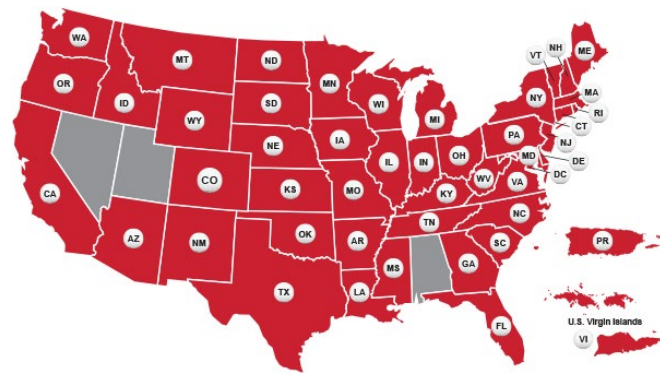 WA
MT
ND
MN
VT
NH
ME
OR
ID
SD
WI
MI
NY
MA
WY
RI
CT
NE
IA
PA
NJ
IL
IN
OH
MD
DE
DC
CO
CA
KS
MO
WV
VA
KY
NC
TN
AZ
NM
OK
AR
SC
PR
MS
GA
TX
LA
FL
U.S. Virgin Islands
VI